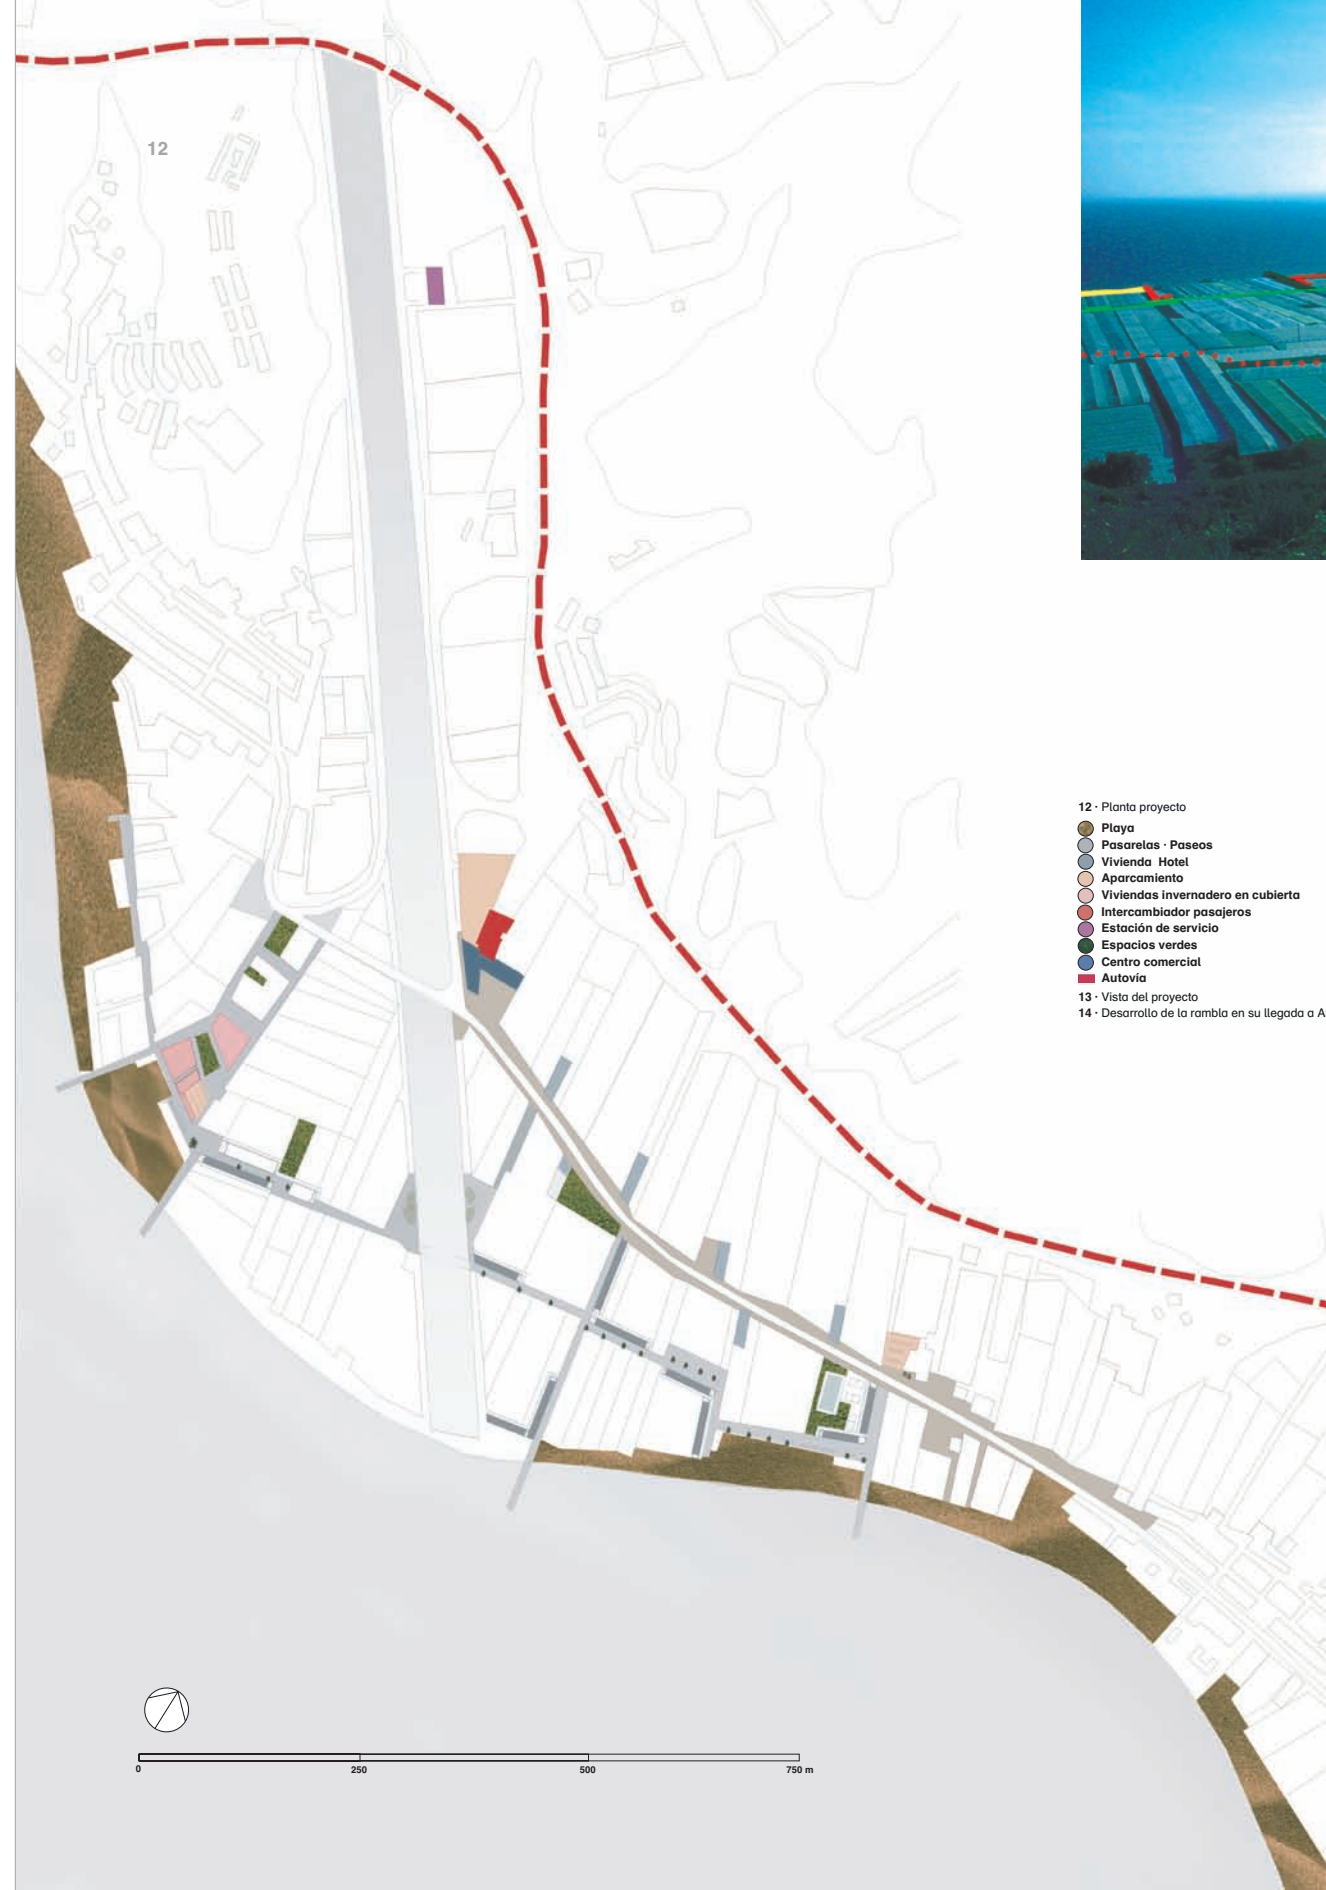 12
12 · Planta proyecto
Playa
Pasarelas · Paseos
Vivienda Hotel
Aparcamiento
Viviendas invernadero en cubierta
Intercambiador pasajeros
Estación de servicio
Espacios verdes
Centro comercial
Autovía
13 · Vista del proyecto
14 · Desarrollo de la rambla en su llegada a A
0 250 500 750 m